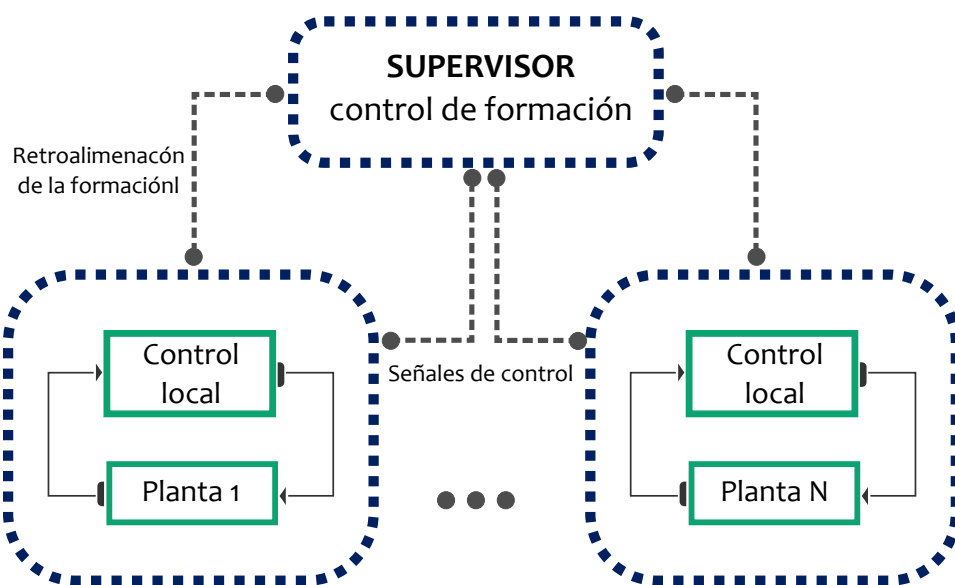 SUPERVISOR
control de formación
Retroalimenacón
de la formaciónl
Control
local
Planta 1
Señales de control
Control
local
Planta N